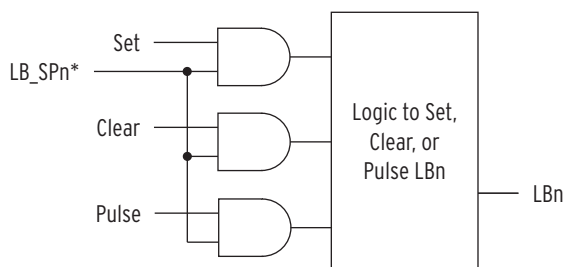 Set
LB_SPn*
Clear
Pulse
Logic to Set,
Clear, or
Pulse LBn
LBn